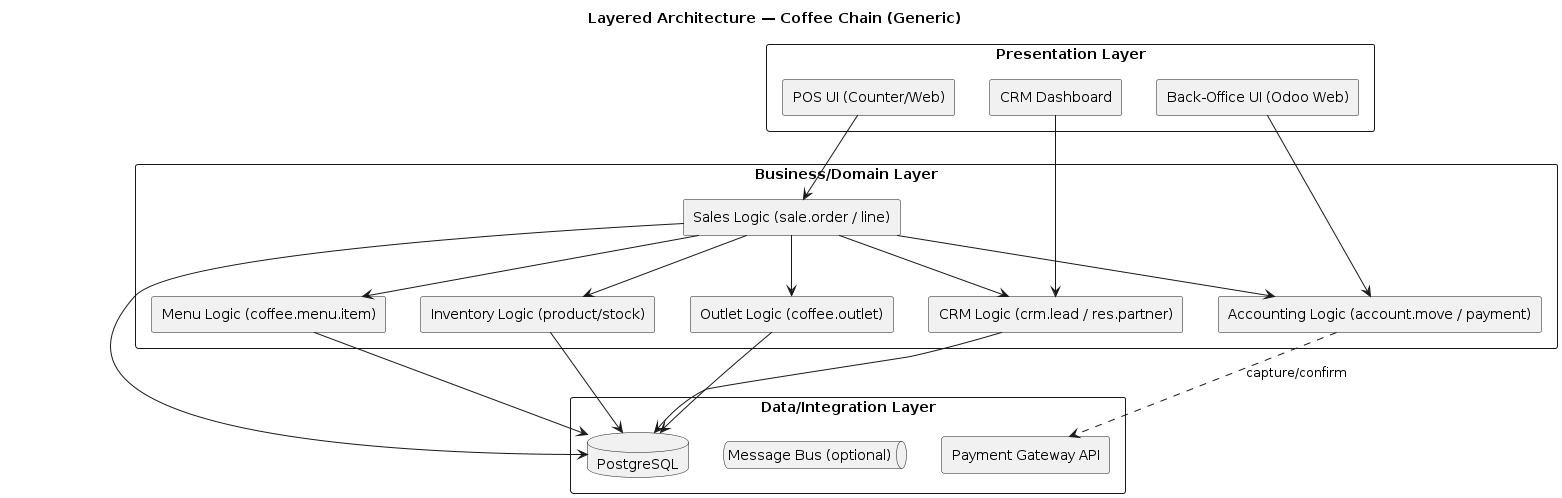 Layered Architecture — Coffee Chain (Generic)
Presentation Layer
POS UI (Counter/Web)
CRM Dashboard
Back-Office UI (Odoo Web)
Business/Domain Layer
Sales Logic (sale.order / line)
Menu Logic (coffee.menu.item)
Inventory Logic (product/stock)
Outlet Logic (coffee.outlet)
CRM Logic (crm.lead / res.partner)
Accounting Logic (account.move / payment)
capture/confirm
Data/Integration Layer
PostgreSQL
Message Bus (optional)
Payment Gateway API